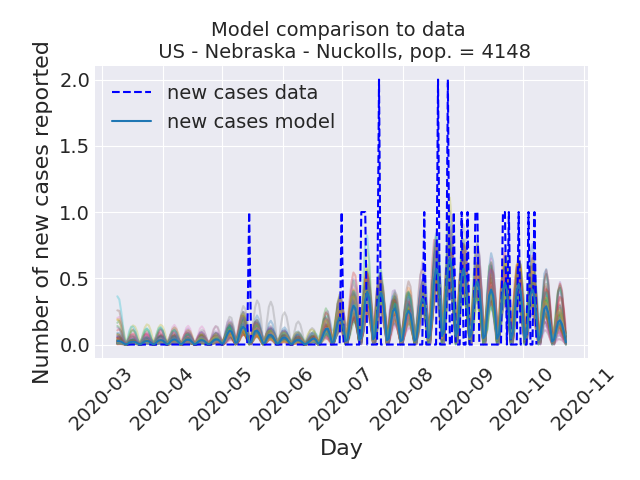 Model comparison to data
US - Nebraska - Nuckolls, pop. = 4148
Number of new cases reported
2.0
1.5
1.0
0.5
0.0
new cases data
new cases model
2020-03
2020-04
2020-05
2020-06
2020-07
2020-08
2020-09
2020-10
2020-11
Day